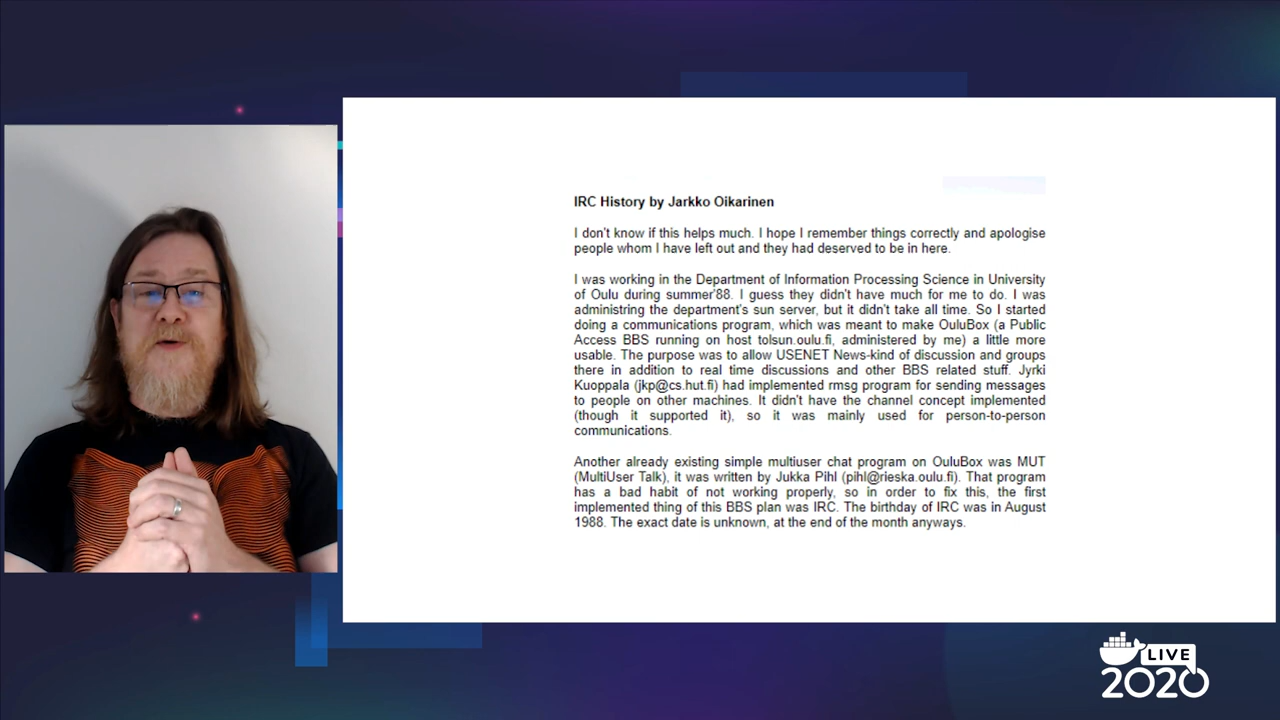 IRC History by Jarkko Oikarinen
I don't know if this helps much. I hope I remember things correctly and apologise
people whom I have left out and they had deserved to be in here.
I was working in the Department of Information Processing Science in University
of Oulu during summer'88. I guess they didn't have much for me to do. I was
administring the department's sun server, but it didn't take all time. So I started
doing a communications program, which was meant to make OuluBox (a Public
Access BBS running on host tolsun.oulu.fi, administered by me) a little more
usable. The purpose was to allow USENET News-kind of discussion and groups
there in addition to real time discussions and other BBS related stuff. Jyrki
Kuoppala (jkp@cs.hut.fi) had implemented rmsg program for sending messages
to people on other machines. It didn't have the channel concept implemented
(though it supported it), so it was mainly used for person-to-person
communications.
Another already existing simple multiuser chat program on OuluBox was MUT
(MultiUser Talk), it was written by Jukka Pihl (pihl@rieska.oulu.fi). That program
has a bad habit of not working properly, so in order to fix this, the first
implemented thing of this BBS plan was IRC. The birthday of IRC was in August
1988. The exact date is unknown, at the end of the month anyways.
LIVE
2020